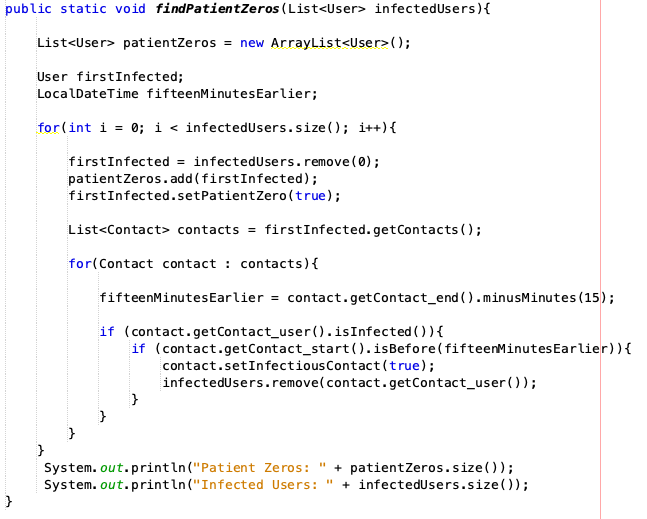 public static void findPatientZeros(List<User> infectedUsers){
List<User> patientZeros = new ArrayList<User>();
User firstInfected;
LocalDateTime fifteenMinutesEarlier;
for(int i = 0; i < infectedUsers.size(); i++){
firstInfected = infectedUsers.remove(0);
patientZeros.add(firstInfected);
firstInfected.setPatientZero(true);
List<Contact> contacts = firstInfected.getContacts();
for(Contact contact : contacts){
fifteenMinutesEarlier = contact.getContact_end().minusMinutes(15);
if (contact.getContact_user().isInfected()){
if (contact.getContact_start().isBefore(fifteenMinutesEarlier)){
contact.setInfectiousContact(true);
infectedUsers.remove(contact.getContact_user());
}
}
}
}
System.out.println("Patient Zeros: " + patientZeros.size());
System.out.println("Infected Users: " + infectedUsers.size());
}